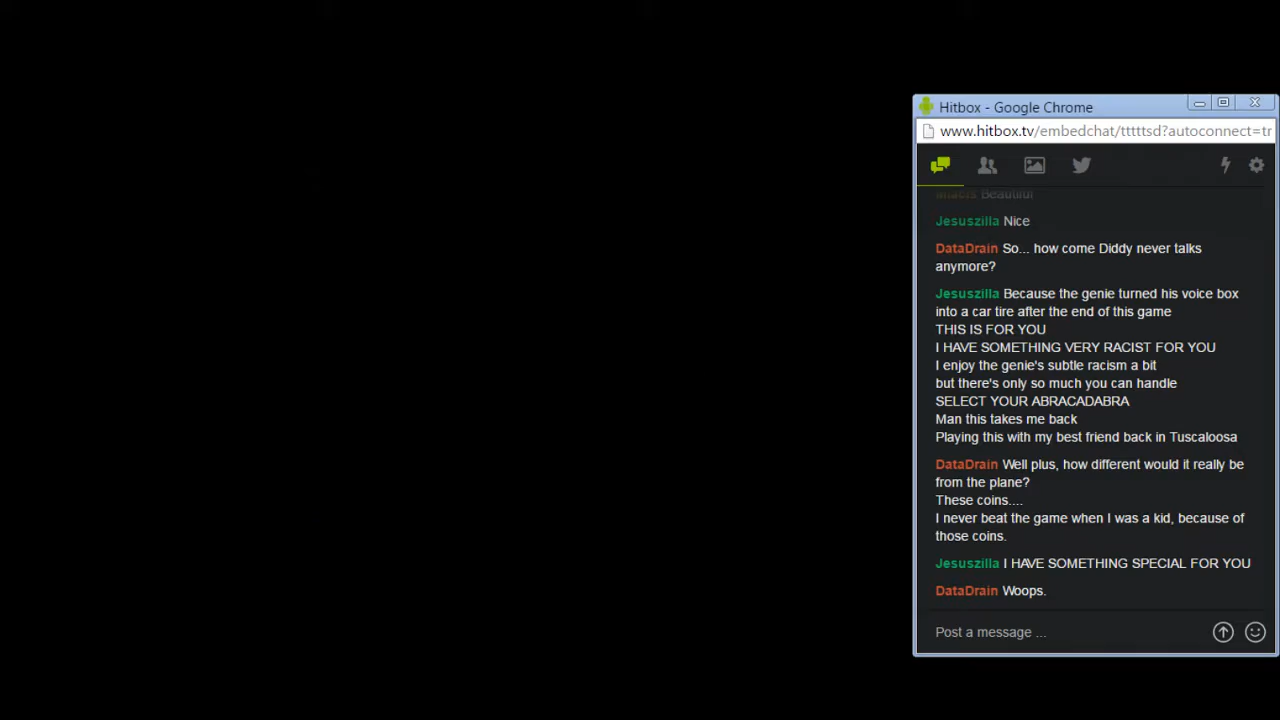 Hitbox - Google Chrome
www.hitbox.tv/embedchat/tttttsd?autoconnect=tr
Beautiful
Jesuszilla Nice
DataDrain So... how come Diddy never talks
anymore?
Jesuszilla Because the genie turned his voice box
into a car tire after the end of this game
THIS IS FOR YOU
I HAVE SOMETHING VERY RACIST FOR YOU
I enjoy the genie's subtle racism a bit
but there's only so much you can handle
SELECT YOUR ABRACADABRA
Man this takes me back
Playing this with my best friend back in Tuscaloosa
DataDrain Well plus, how different would it really be
from the plane?
These coins....
I never beat the game when I was a kid, because of
those coins.
Jesuszilla I HAVE SOMETHING SPECIAL FOR YOU
DataDrain Woops.
Post a message ...